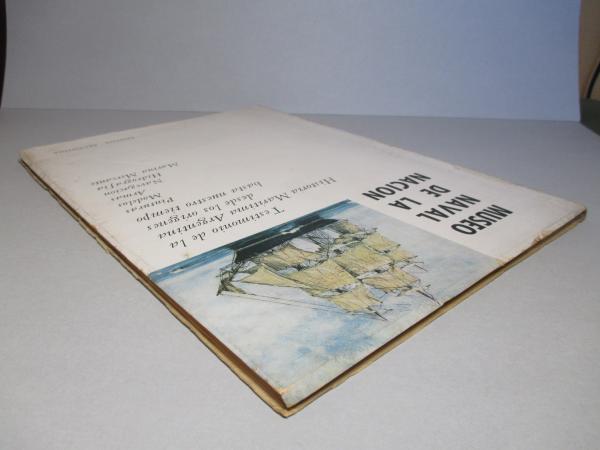 MUSEO
NAVAL
DE LA
NACION
Testimonio de la
Historia Marítima Argentina
desde los orígenes
hasta nuestro tiempo
Modelos
Pinturas
Armas
Navegación
Hidrografía
Marina Mercante